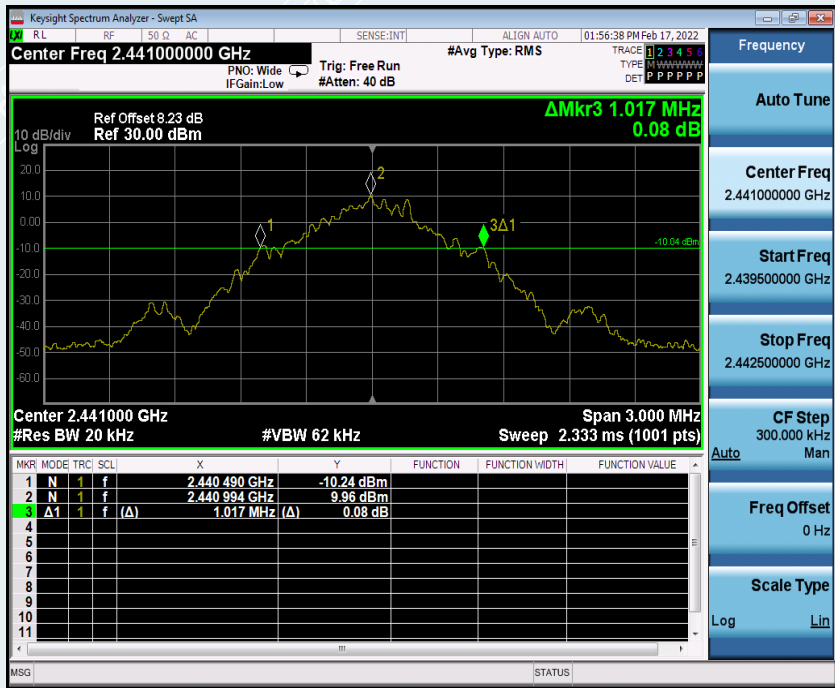 Keysight Spectrum Analyzer - Swept SA
LXI RL RF 50 Ω AC SENSE:INT ALIGN AUTO 01:56:38 PM Feb 17, 2022
Center Freq 2.441000000 GHz
PNO: Wide
IFGain:Low
Trig: Free Run
#Atten: 40 dB
#Avg Type: RMS
TRACE 1 2 3 4 5 6
TYPE M WWWWW
DET P P P P P P
Ref Offset 8.23 dB
10 dB/div Ref 30.00 dBm
Log
ΔMkr3 1.017 MHz
0.08 dB
20.0
10.0
0.00
-10.0
-20.0
-30.0
-40.0
-50.0
-60.0
1
2
3Δ1
-10.04 dBm
Center 2.441000 GHz Span 3.000 MHz
#Res BW 20 kHz #VBW 62 kHz Sweep 2.333 ms (1001 pts)
MKR MODE TRC SCL X Y FUNCTION FUNCTION WIDTH FUNCTION VALUE
1 N 1 f 2.440 490 GHz -10.24 dBm
2 N 1 f 2.440 994 GHz 9.96 dBm
3 Δ1 1 f (Δ) 1.017 MHz (Δ) 0.08 dB
4
5
6
7
8
9
10
11
MSG STATUS
Frequency
Auto Tune
Center Freq
2.441000000 GHz
Start Freq
2.439500000 GHz
Stop Freq
2.442500000 GHz
CF Step
300.000 kHz
Auto Man
Freq Offset
0 Hz
Scale Type
Log Lin